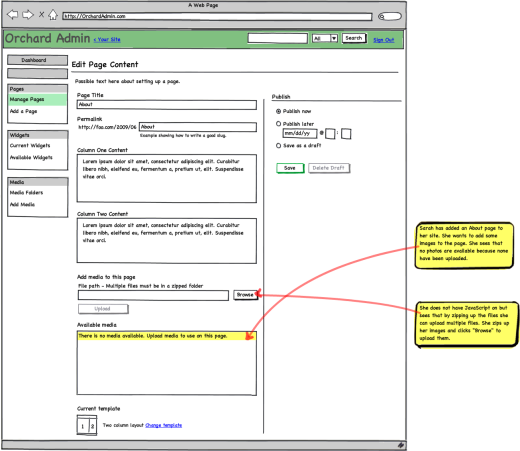 A Web Page
http://OrchardAdmin.com
Orchard Admin < Your Site
All
Search
Sign Out
Dashboard
Pages
Manage Pages
Add a Page
Widgets
Current Widgets
Available Widgets
Media
Media Folders
Add Media
Edit Page Content
Possible text here about setting up a page.
Page Title
About
Permalink
http://foo.com/2009/06 About
Example showing how to write a good slug.
Column One Content
Lorem ipsum dolor sit amet, consectetur adipiscing elit. Curabitur
libero nibh, eleifend eu, fermentum a, pretium ut, elit. Suspendisse
vitae orci.
Column Two Content
Lorem ipsum dolor sit amet, consectetur adipiscing elit. Curabitur
libero nibh, eleifend eu, fermentum a, pretium ut, elit. Suspendisse
vitae orci.
Add media to this page
File path - Multiple files must be in a zipped folder
Browse
Upload
Available media
There is no media available. Upload media to use on this page.
Current template
1 2
Two column layout Change template
Publish
Publish now
Publish later
mm/dd/yy @ :
Save as a draft
Save
Delete Draft
Sarah has added an About page to
her site. She wants to add some
images to the page. She sees that
no photos are available because none
have been uploaded.
She does not have JavaScript on but
sees that by zipping up the files she
can upload multiple files. She zips up
her images and clicks "Browse" to
upload them.